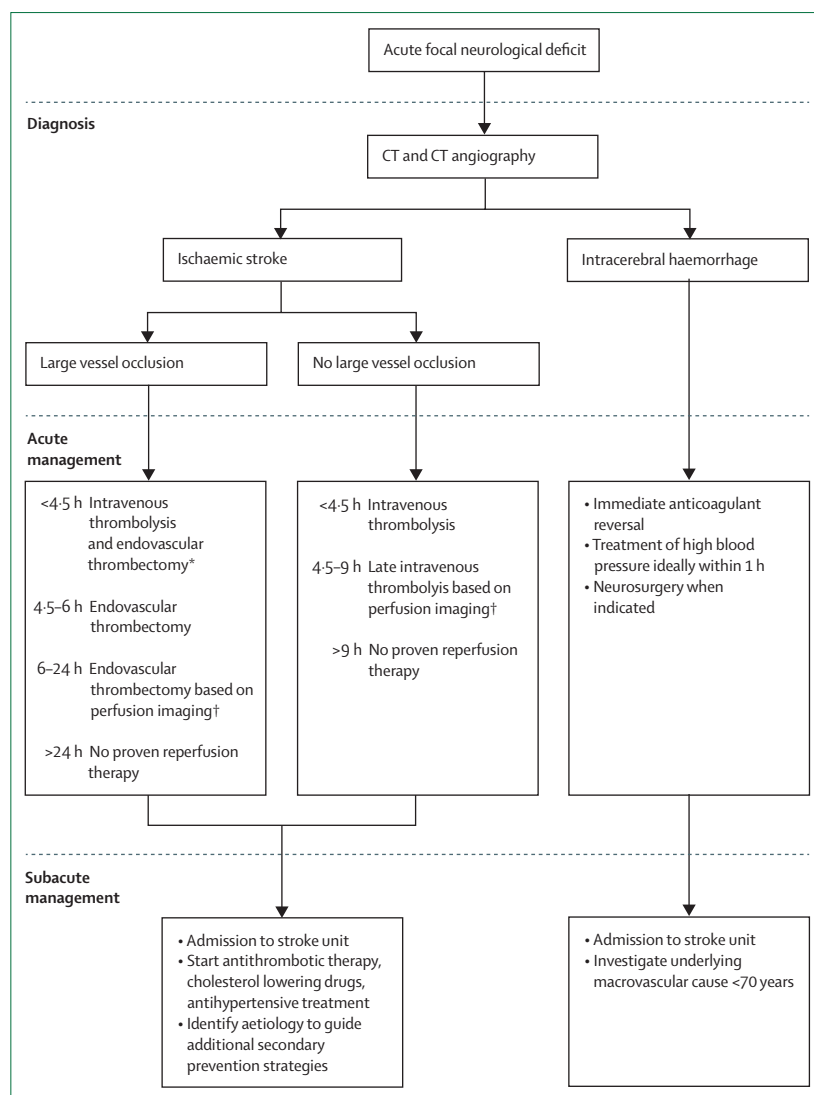 Acute focal neurological deficit
Diagnosis
CT and CT angiography
Ischaemic stroke
Intracerebral haemorrhage
Large vessel occlusion
No large vessel occlusion
Acute
management
<4·5 h Intravenous
thrombolysis
and endovascular
thrombectomy*
4·5–6 h Endovascular
thrombectomy
6–24 h Endovascular
thrombectomy based on
perfusion imaging†
>24 h No proven reperfusion
therapy
<4·5 h Intravenous
thrombolysis
4·5–9 h Late intravenous
thrombolyis based on
perfusion imaging†
>9 h No proven reperfusion
therapy
• Immediate anticoagulant
reversal
• Treatment of high blood
pressure ideally within 1 h
• Neurosurgery when
indicated
Subacute
management
• Admission to stroke unit
• Start antithrombotic therapy,
cholesterol lowering drugs,
antihypertensive treatment
• Identify aetiology to guide
additional secondary
prevention strategies
• Admission to stroke unit
• Investigate underlying
macrovascular cause <70 years